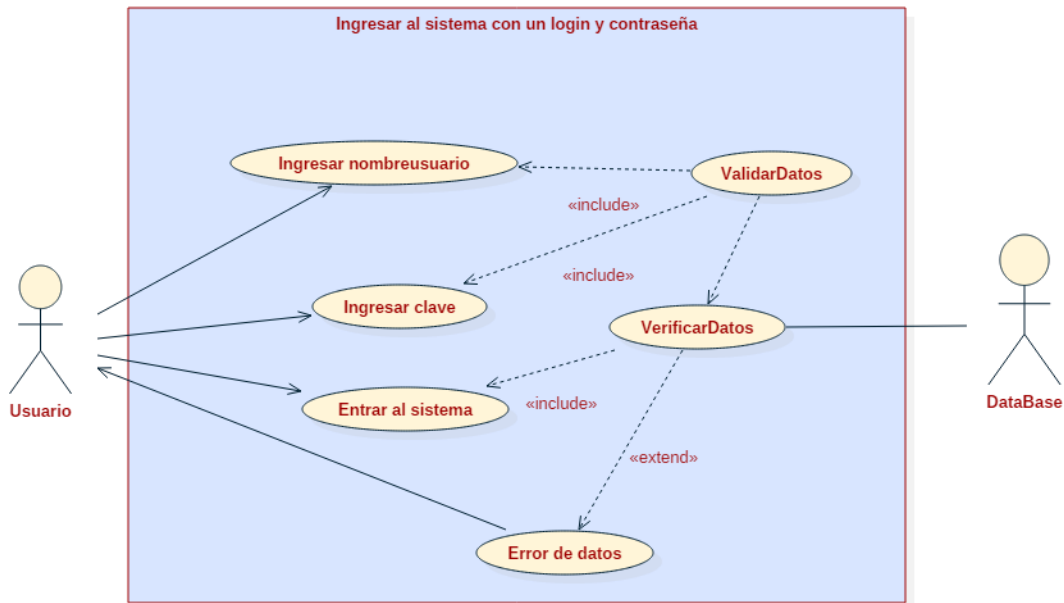 Ingresar al sistema con un login y contraseña
Ingresar nombreusuario
ValidarDatos
«include»
«include»
Ingresar clave
VerificarDatos
Usuario
DataBase
Entrar al sistema
«include»
«extend»
Error de datos